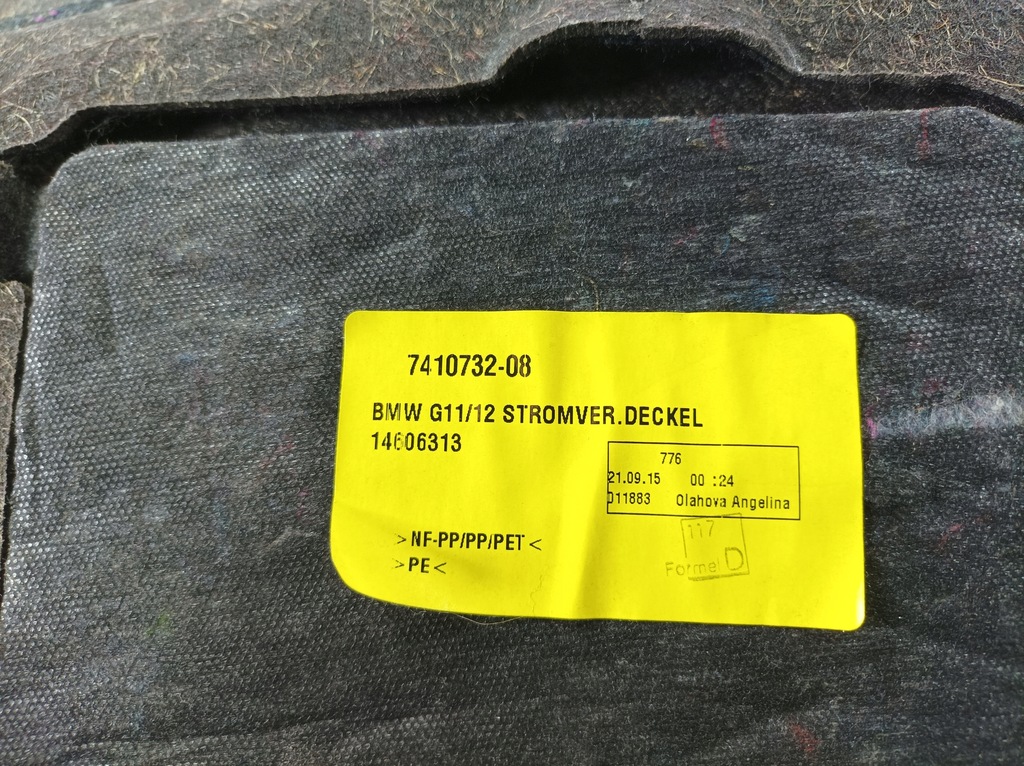 7410732-08
BMW G11/12 STROMVER.DECKEL
14606313
776
21.09.15 00 :24
011883 Olahova Angelina
>NF-PP/PP/PET<
>PE<
117
Formel D